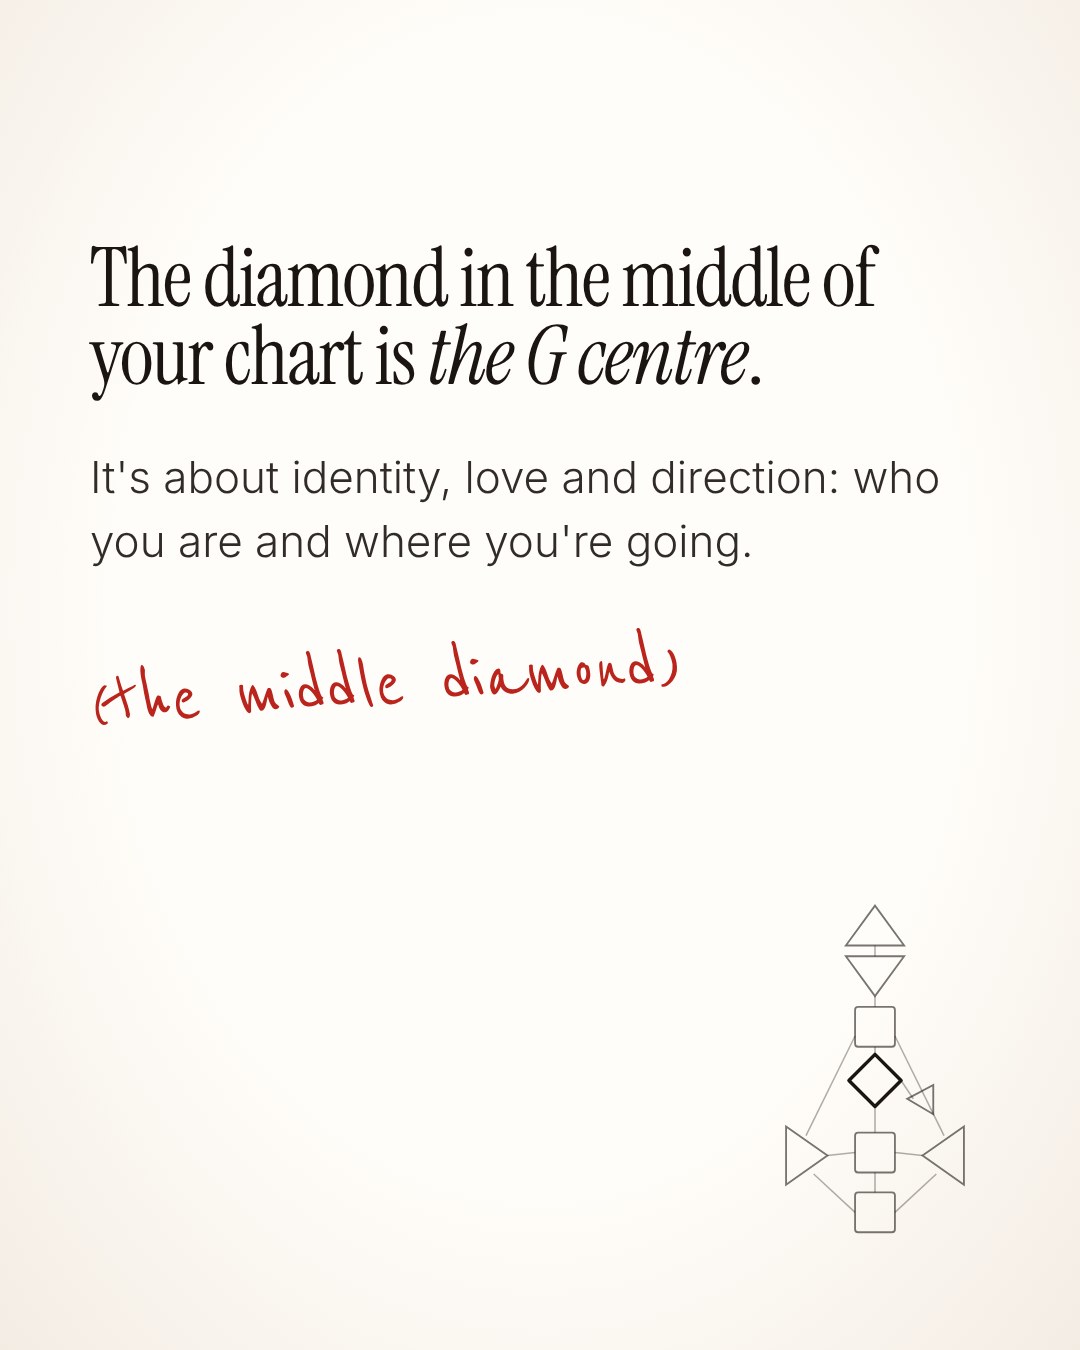 The diamond in the middle of
your chart is the G centre.
It's about identity, love and direction: who
you are and where you're going.
(the middle diamond)